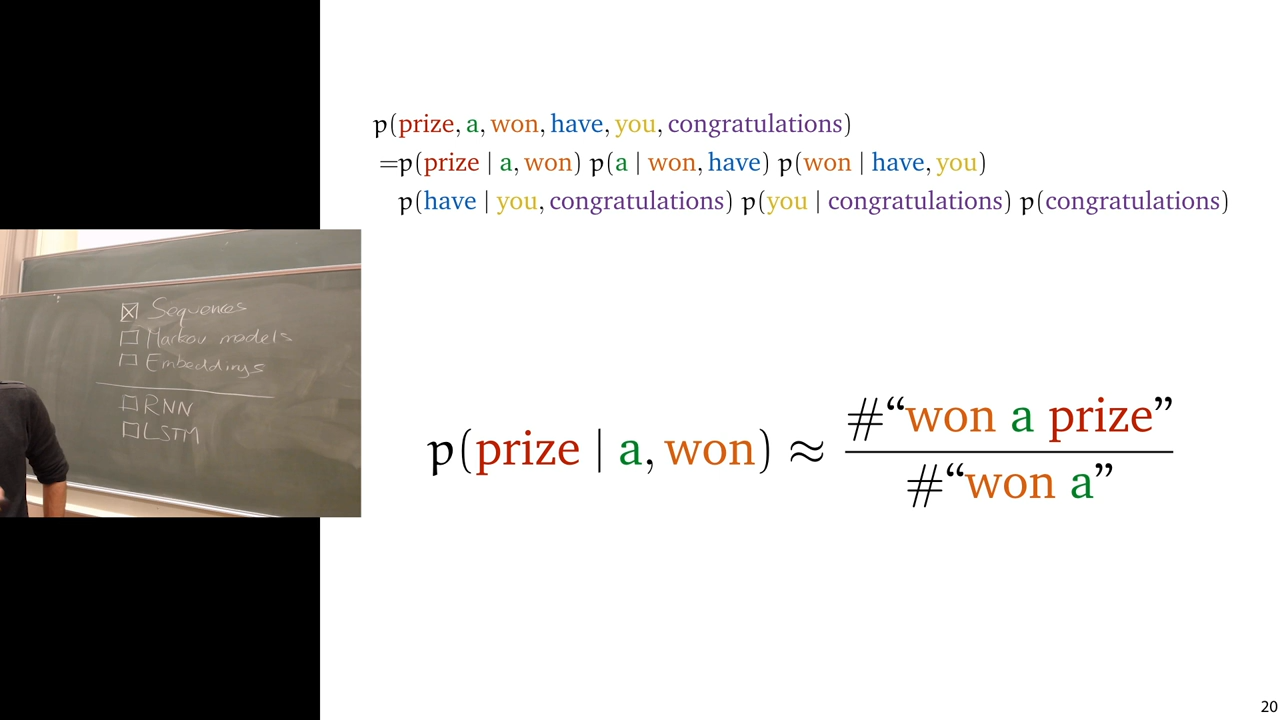 p(prize, a, won, have, you, congratulations)
=p(prize | a, won) p(a | won, have) p(won | have, you)
p(have | you, congratulations) p(you | congratulations) p(congratulations)
☒ Sequences
☐ Markov models
☐ Embeddings
☐ RNN
☐ LSTM
p(prize | a, won) ≈ #“won a prize” / #“won a”
20